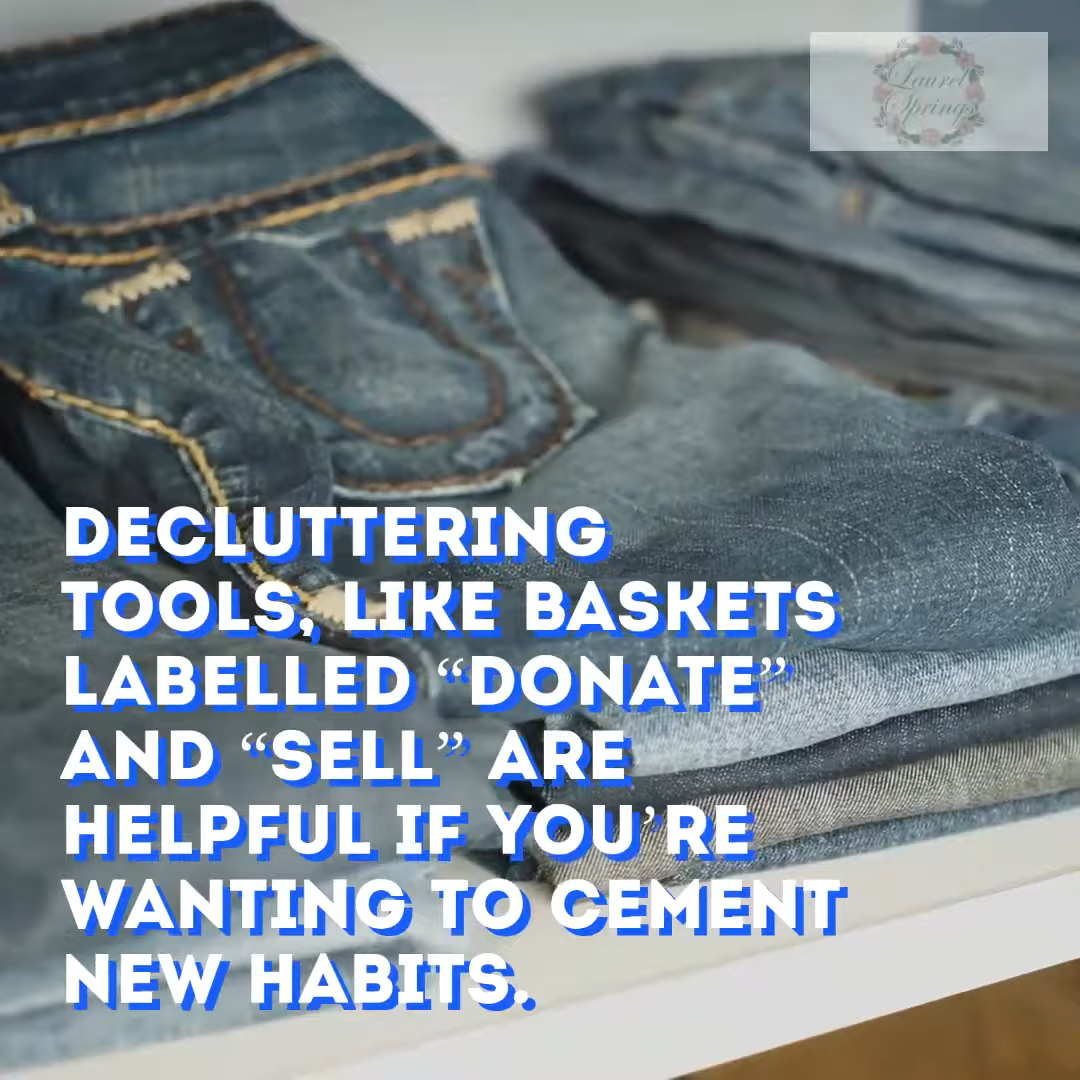 Laurel
Springs
DECLUTTERING
TOOLS, LIKE BASKETS
LABELLED “DONATE”
AND “SELL” ARE
HELPFUL IF YOU’RE
WANTING TO CEMENT
NEW HABITS.